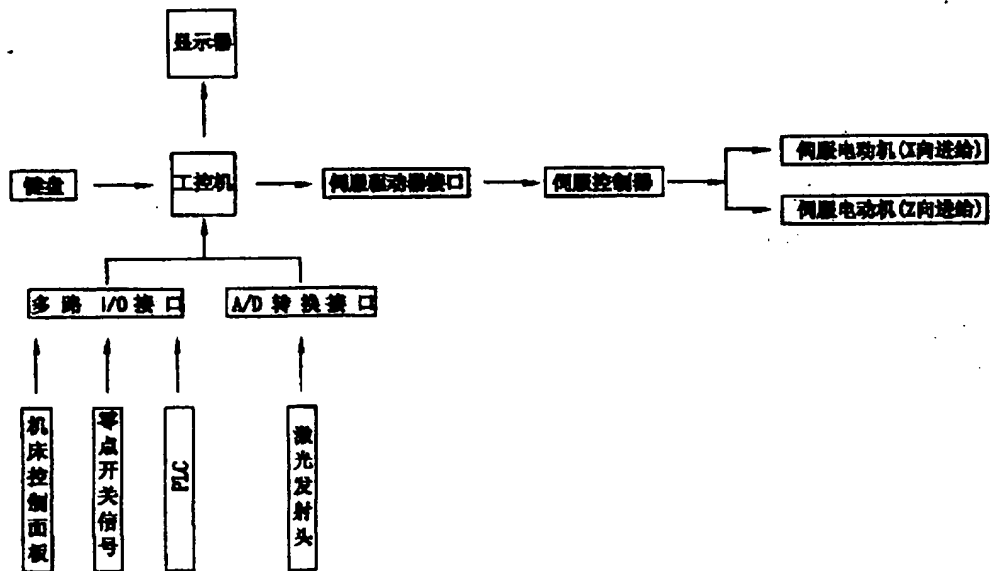 显示器
键盘
工控机
伺服驱动器接口
伺服控制器
伺服电动机(X向进给)
伺服电动机(Z向进给)
多路 I/O接口
A/D转换接口
机床控制面板
零点开关信号
PLC
激光发射头